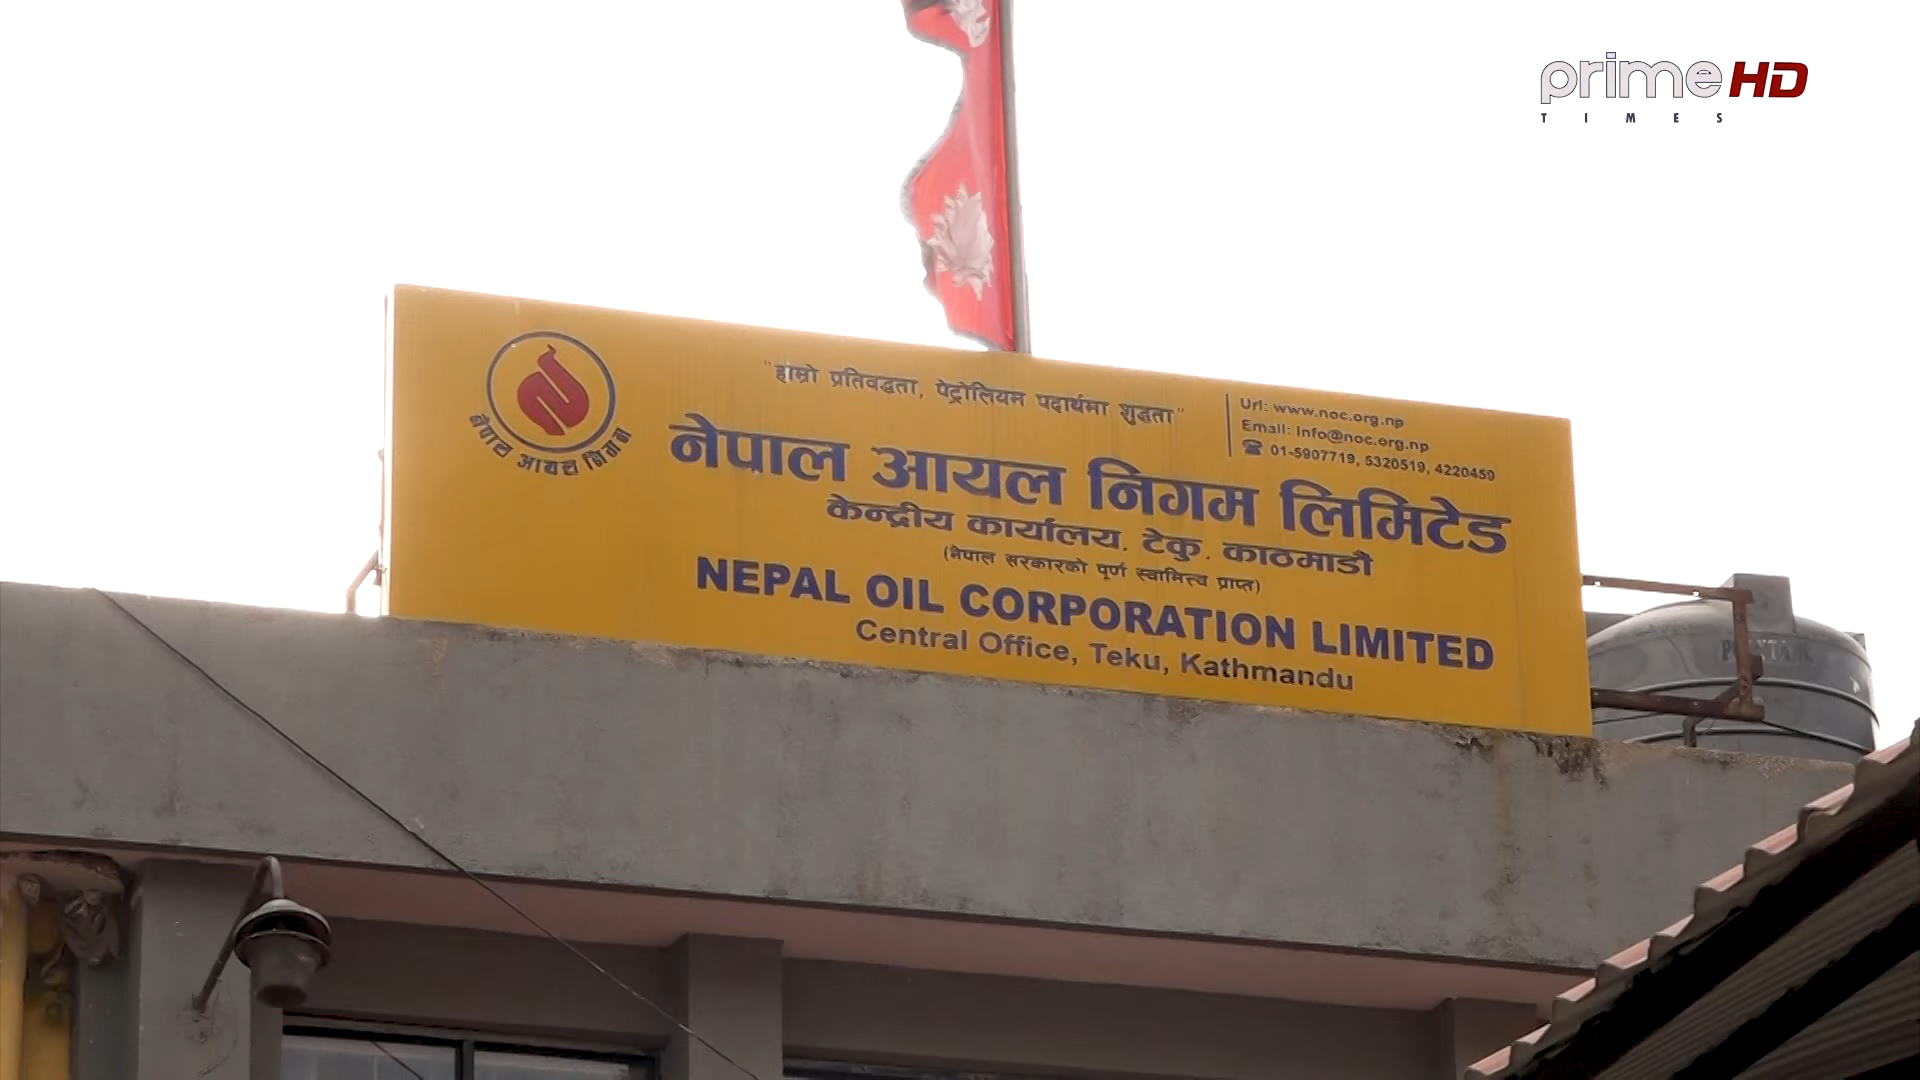 prime HD
TIMES
"हाम्रो प्रतिवद्धता, पेट्रोलियम पदार्थमा शुद्धता"
Url: www.noc.org.np
Email: info@noc.org.np
☎ 01-5907719, 5320519, 4220459
नेपाल आयल निगम
नेपाल आयल निगम लिमिटेड
केन्द्रीय कार्यालय, टेकु, काठमाडौं
(नेपाल सरकारको पूर्ण स्वामित्व प्राप्त)
NEPAL OIL CORPORATION LIMITED
Central Office, Teku, Kathmandu